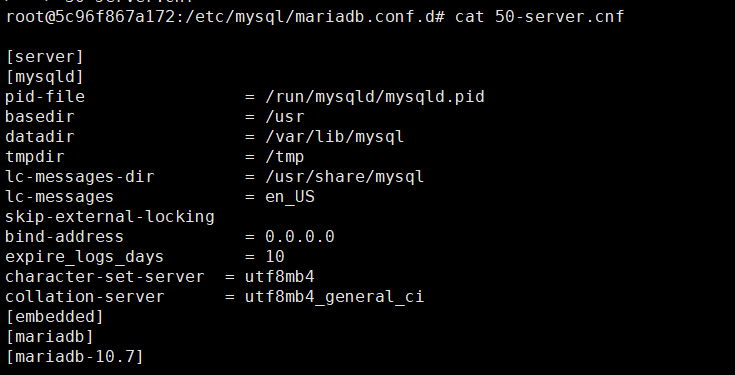 root@5c96f867a172:/etc/mysql/mariadb.conf.d# cat 50-server.cnf
[server]
[mysqld]
pid-file                = /run/mysqld/mysqld.pid
basedir                 = /usr
datadir                 = /var/lib/mysql
tmpdir                  = /tmp
lc-messages-dir         = /usr/share/mysql
lc-messages             = en_US
skip-external-locking
bind-address            = 0.0.0.0
expire_logs_days        = 10
character-set-server  = utf8mb4
collation-server      = utf8mb4_general_ci
[embedded]
[mariadb]
[mariadb-10.7]